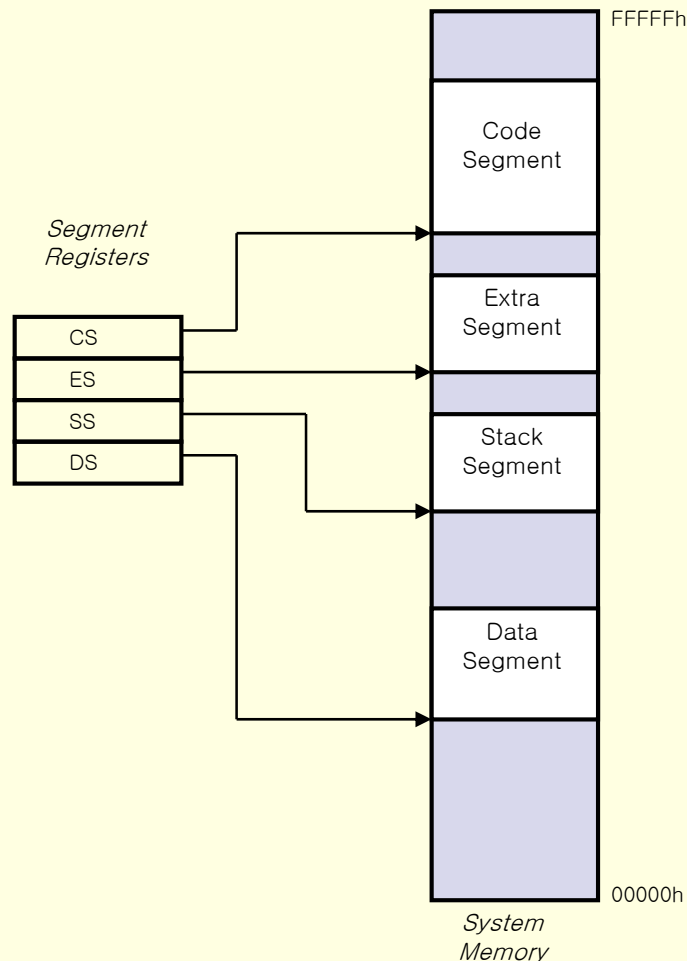 FFFFFh
Code
Segment
Segment
Registers
Extra
Segment
CS
ES
SS
DS
Stack
Segment
Data
Segment
00000h
System
Memory